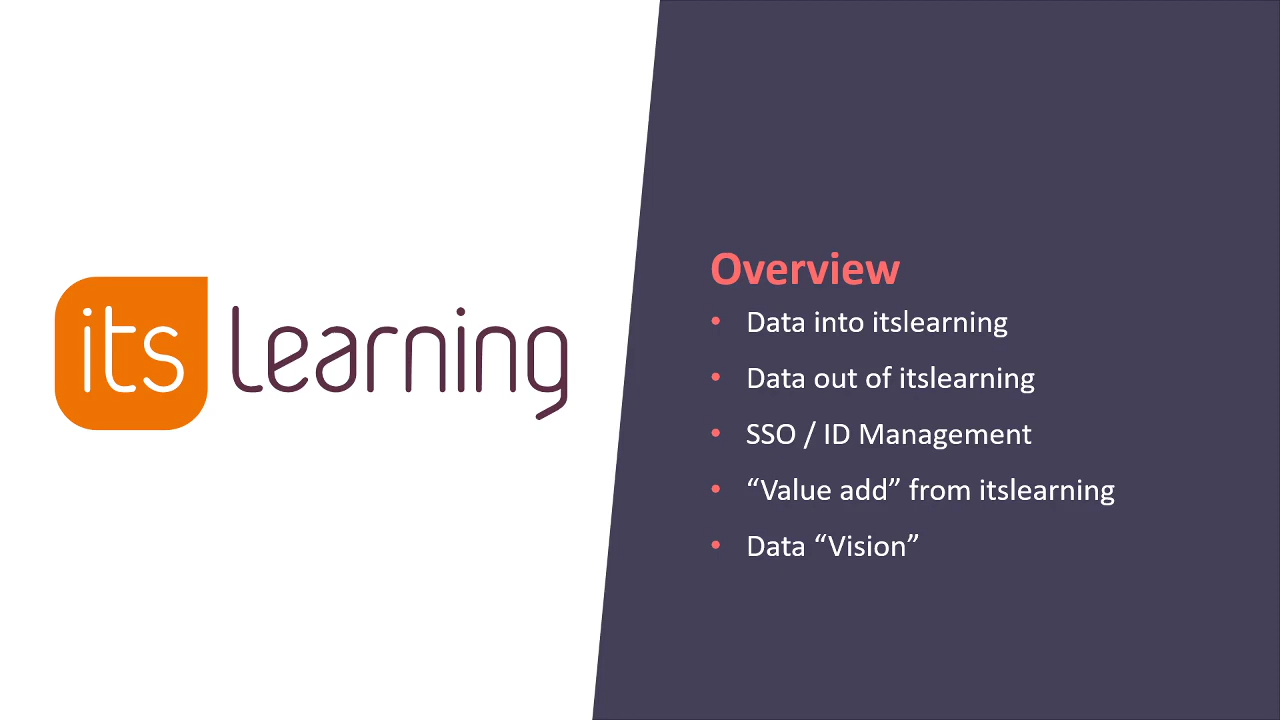 its learning
Overview
• Data into itslearning
• Data out of itslearning
• SSO / ID Management
• “Value add” from itslearning
• Data “Vision”